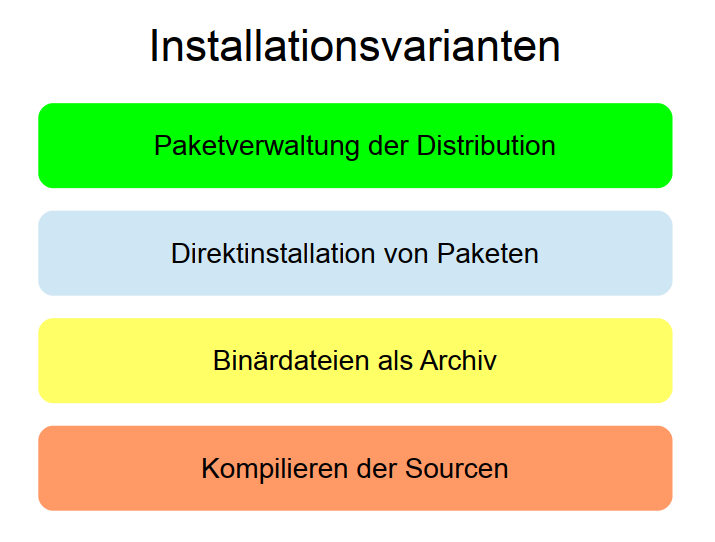 Installationsvarianten
Paketverwaltung der Distribution
Direktinstallation von Paketen
Binärdateien als Archiv
Kompilieren der Sourcen